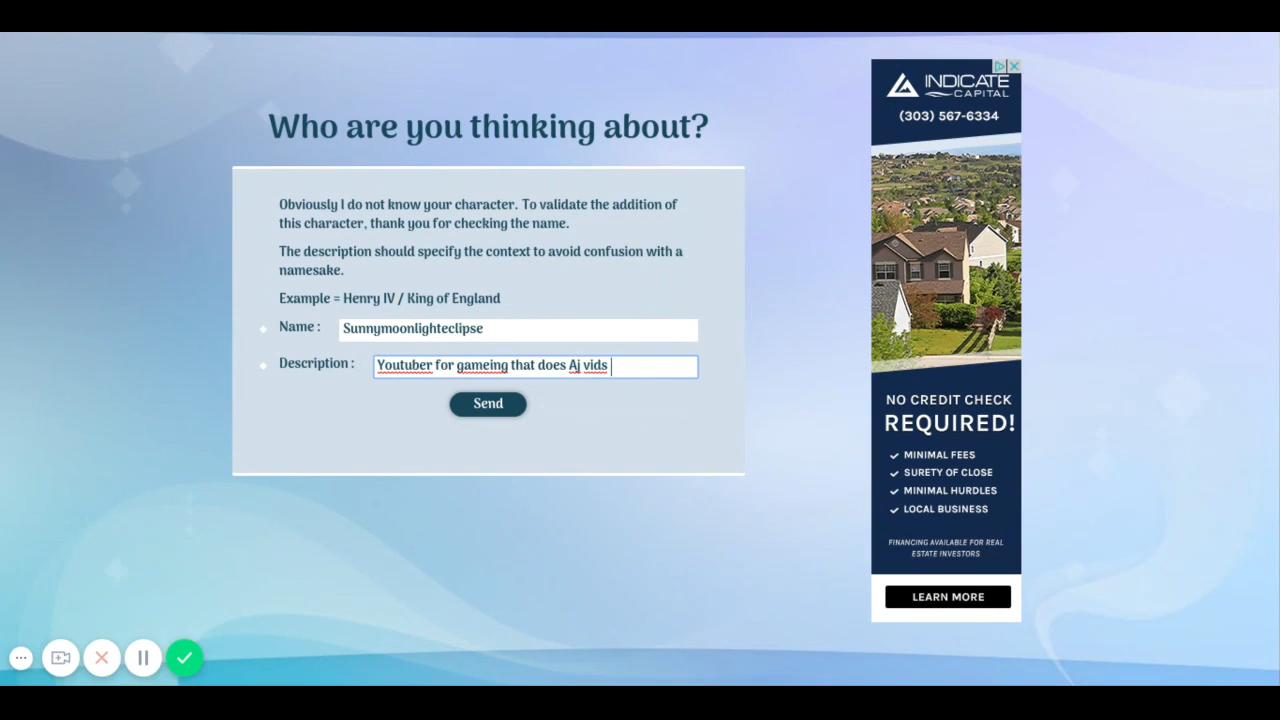 Who are you thinking about?
Obviously I do not know your character. To validate the addition of
this character, thank you for checking the name.
The description should specify the context to avoid confusion with a
namesake.
Example = Henry IV / King of England
Name :
Sunnymoonlighteclipse
Description :
Youtuber for gameing that does Aj vids
Send
INDICATE
CAPITAL
(303) 567-6334
NO CREDIT CHECK
REQUIRED!
MINIMAL FEES
SURETY OF CLOSE
MINIMAL HURDLES
LOCAL BUSINESS
FINANCING AVAILABLE FOR REAL
ESTATE INVESTORS
LEARN MORE